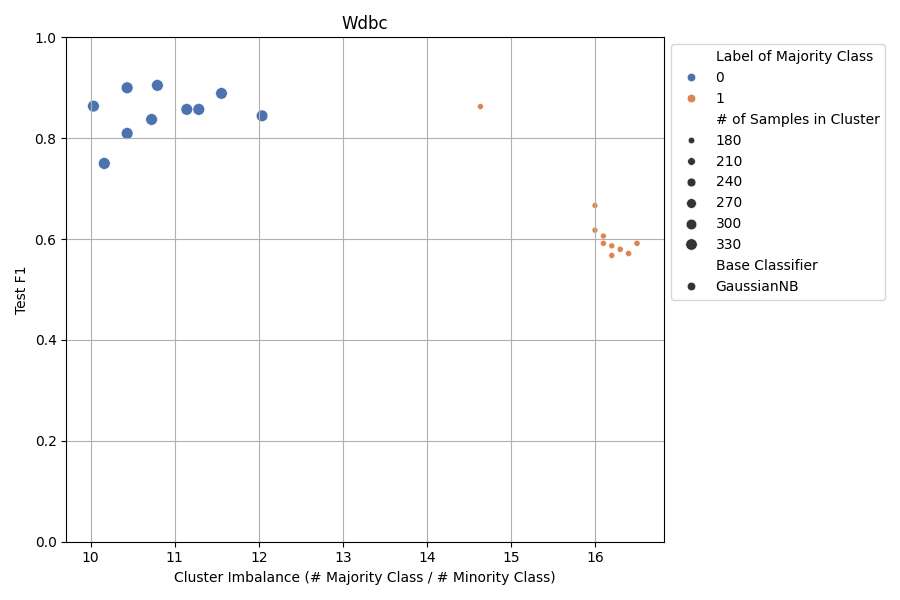 Wdbc
1.0
0.8
0.6
0.4
0.2
0.0
Test F1
10 11 12 13 14 15 16
Cluster Imbalance (# Majority Class / # Minority Class)
Label of Majority Class
0
1
# of Samples in Cluster
180
210
240
270
300
330
Base Classifier
GaussianNB